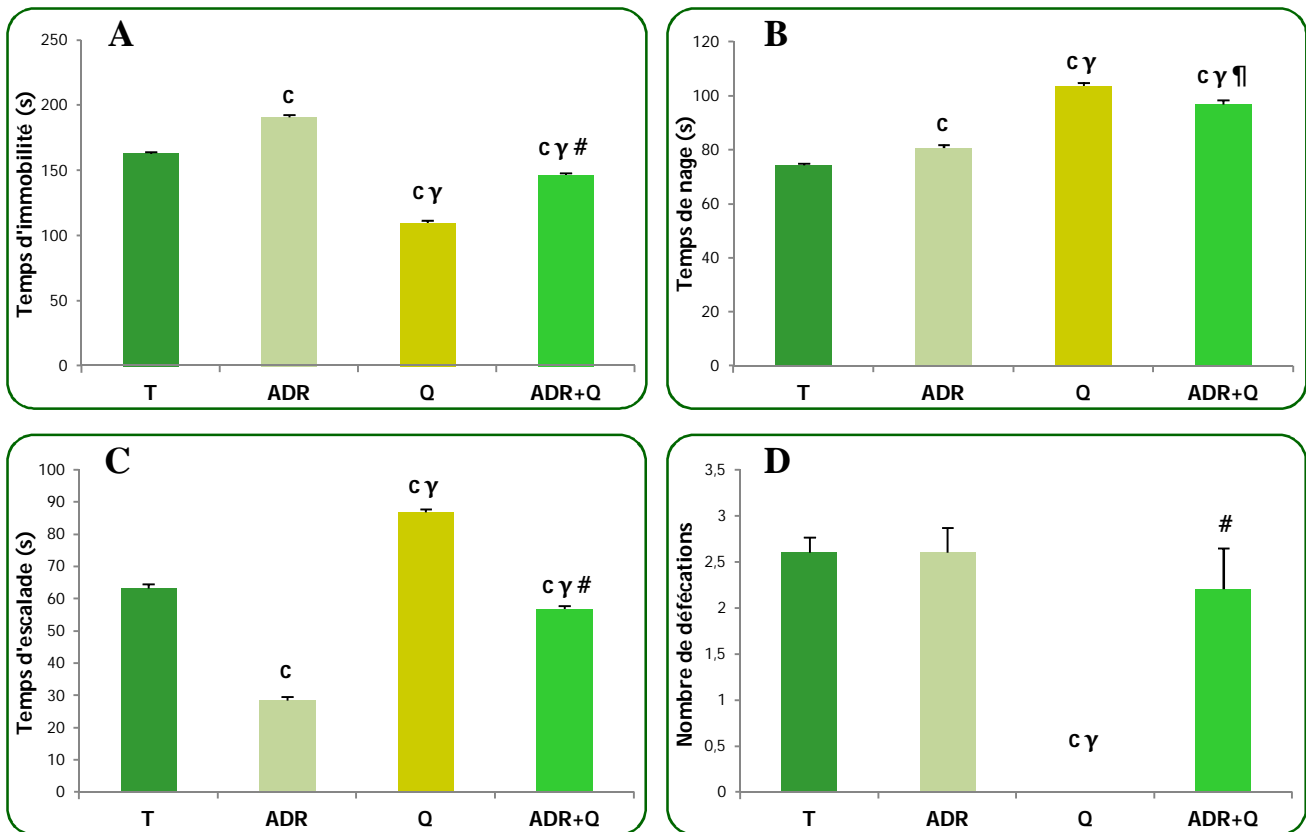 A
Temps d'immobilité (s)
250
200
150
100
50
0
c
c γ
c γ #
T ADR Q ADR+Q
B
Temps de nage (s)
120
100
80
60
40
20
0
c
c γ
c γ ¶
T ADR Q ADR+Q
C
Temps d'escalade (s)
100
90
80
70
60
50
40
30
20
10
0
c
c γ
c γ #
T ADR Q ADR+Q
D
Nombre de défécations
3,5
3
2,5
2
1,5
1
0,5
0
c γ
#
T ADR Q ADR+Q